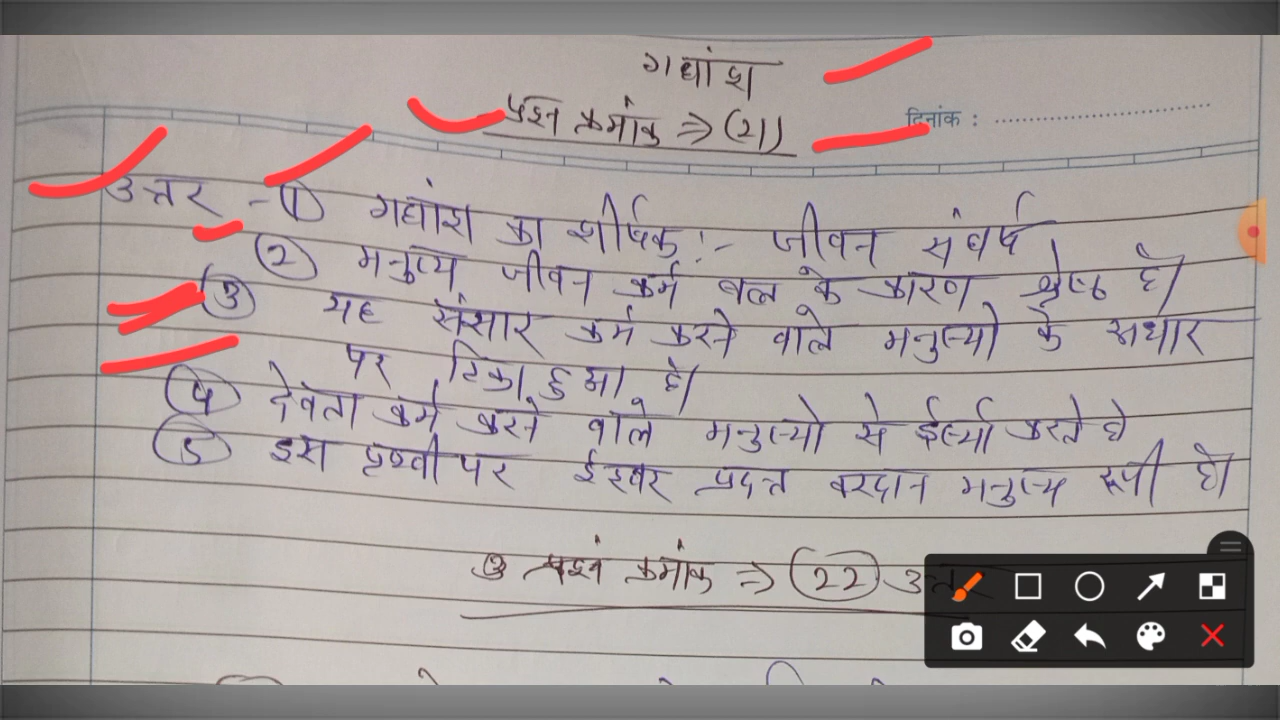 गद्यांश
प्रश्न क्रमांक ⇒ (21)
दिनांक : ........................................
उत्तर - ① गद्यांश का शीर्षक :- जीवन संघर्ष
② मनुष्य जीवन कर्म बल के कारण श्रेष्ठ है।
③ यह संसार कर्म करने वाले मनुष्यो के आधार
पर टिका हुआ है।
④ देवता कर्म करने वाले मनुष्यो से ईर्ष्या करते है
⑤ इस पृथ्वी पर ईश्वर प्रदत्त वरदान मनुष्य रूपी है।
प्रश्नं क्रमांक ⇒ (22)